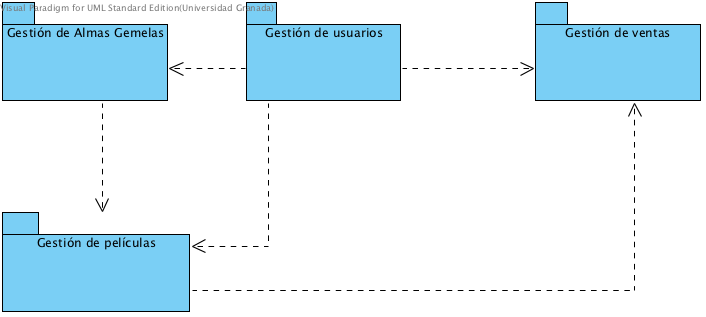 Visual Paradigm for UML Standard Edition(Universidad Granada)
Gestión de Almas Gemelas
Gestión de usuarios
Gestión de ventas
Gestión de películas